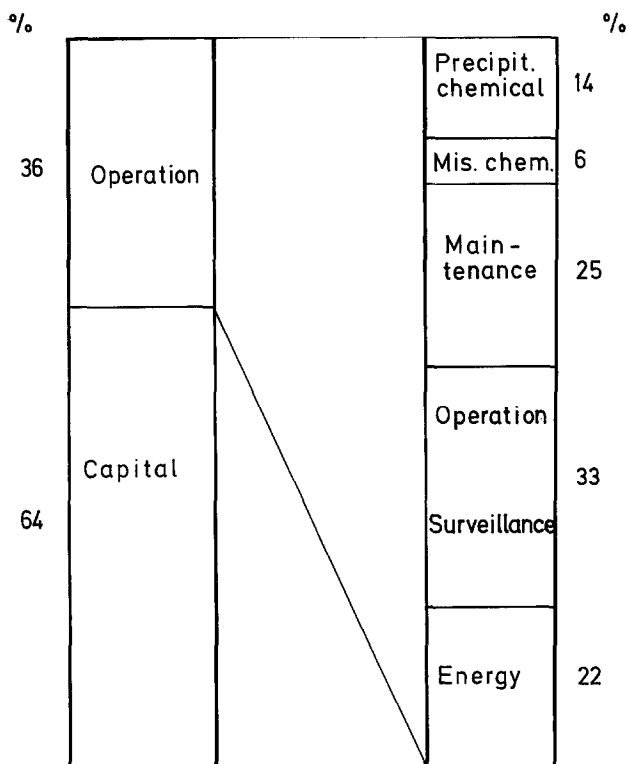 %
36
Operation
Capital
64
%
Precipit.
chemical
14
Mis. chem.
6
Main-
tenance
25
Operation
33
Surveillance
Energy
22